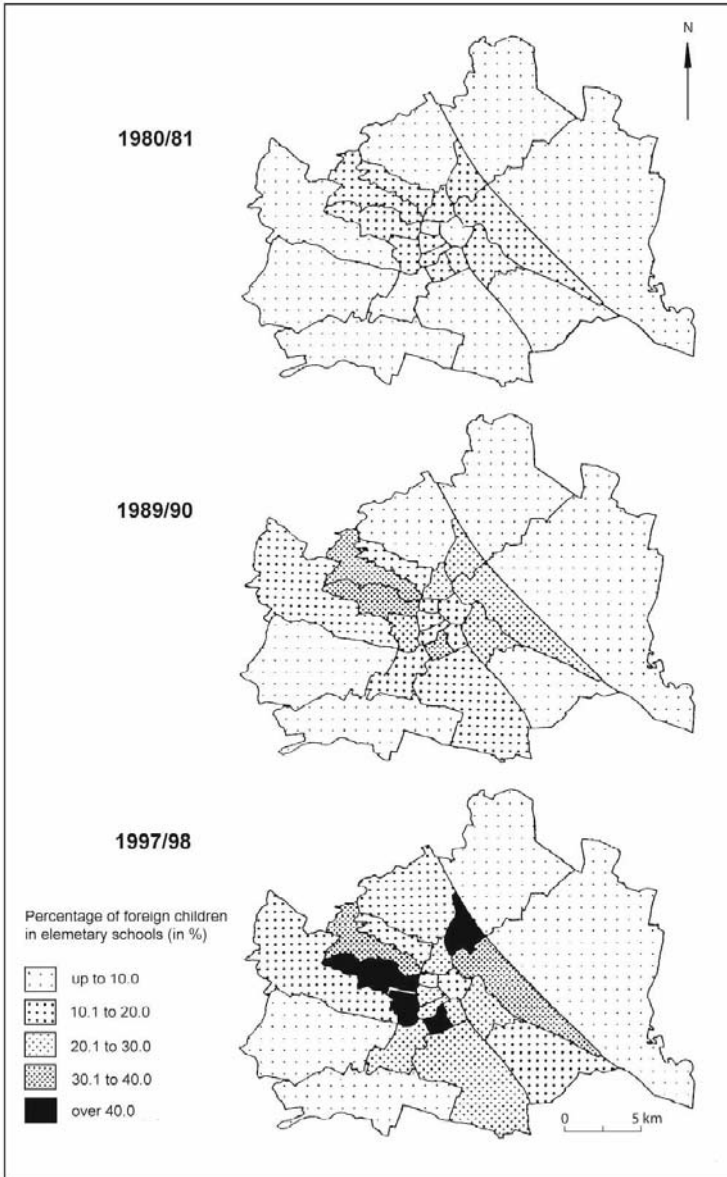 N
1980/81
1989/90
1997/98
Percentage of foreign children
in elemetary schools (in %)
up to 10.0
10.1 to 20.0
20.1 to 30.0
30.1 to 40.0
over 40.0
0 5 km